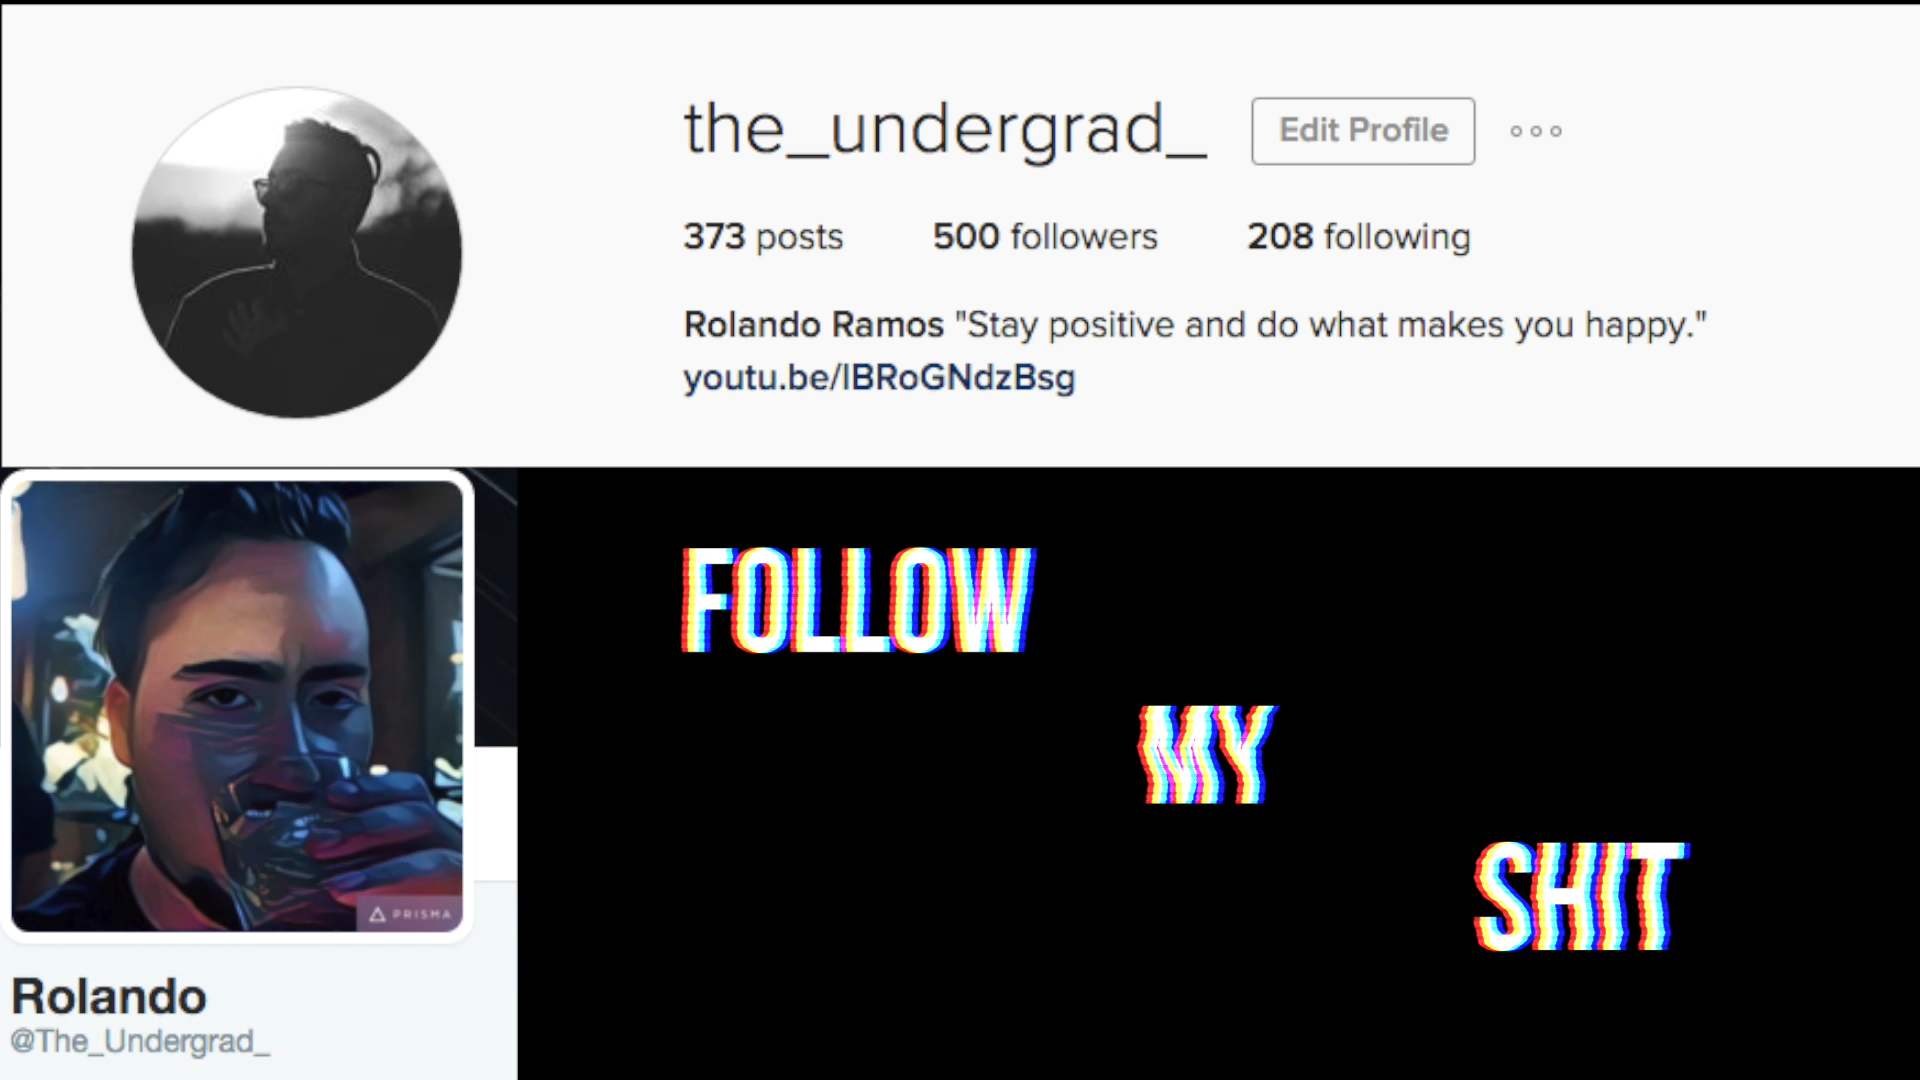 the_undergrad_ Edit Profile
373 posts 500 followers 208 following
Rolando Ramos "Stay positive and do what makes you happy."
youtu.be/lBRoGNdzBsg
FOLLOW
MY
SHIT
PRISMA
Rolando
@The_Undergrad_